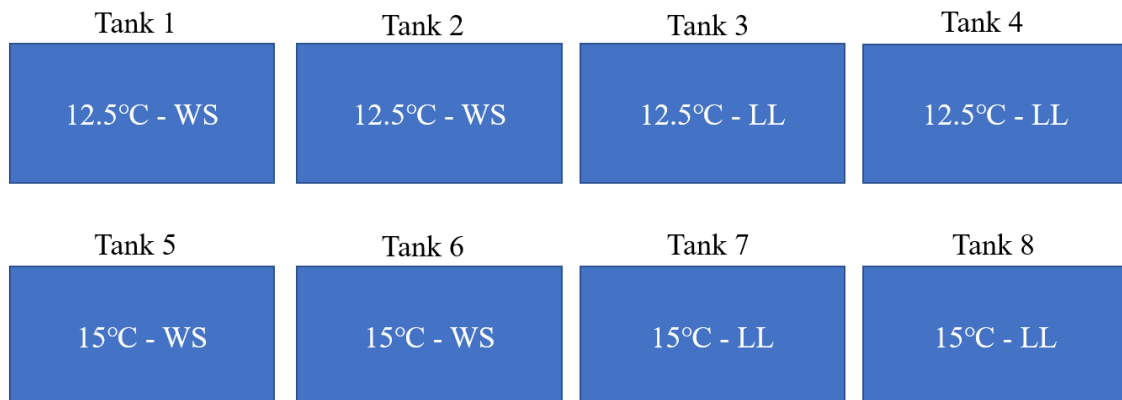 Tank 1
Tank 2
Tank 3
Tank 4
12.5℃ - WS
12.5℃ - WS
12.5℃ - LL
12.5℃ - LL
Tank 5
Tank 6
Tank 7
Tank 8
15℃ - WS
15℃ - WS
15℃ - LL
15℃ - LL